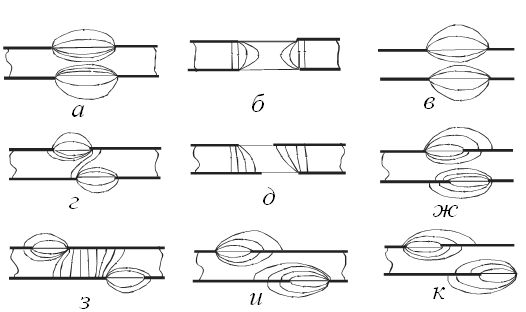 а б в
г д ж
з и к